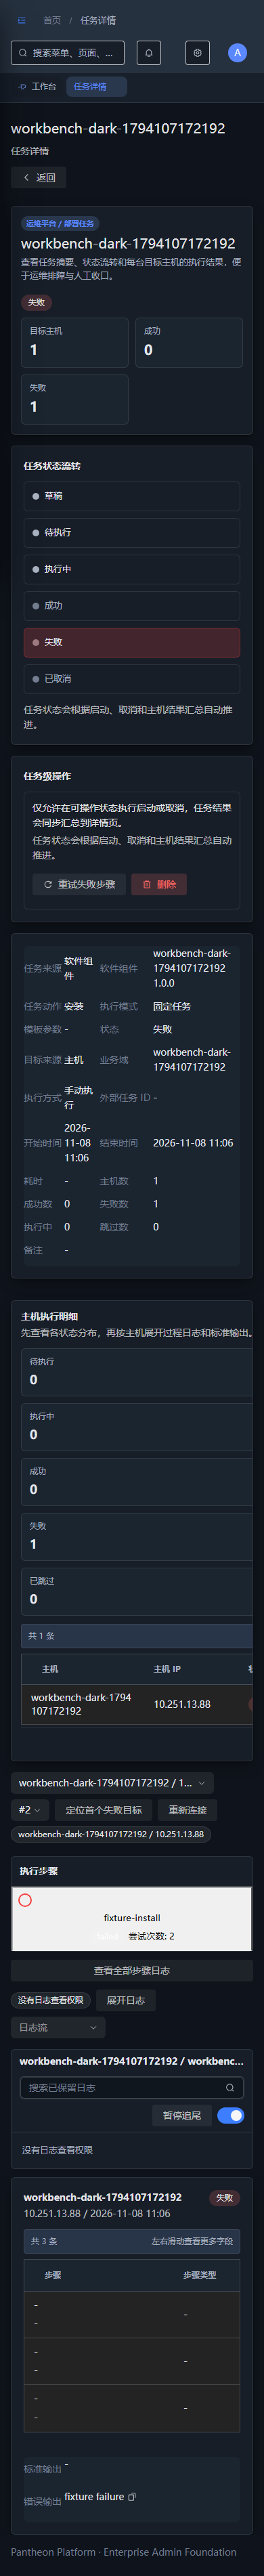 首页 / 任务详情
搜索菜单、页面、...
A
工作台 任务详情
workbench-dark-1794107172192
任务详情
返回
运维平台 / 部署任务
workbench-dark-1794107172192
查看任务摘要、状态流转和每台目标主机的执行结果，便
于运维排障与人工收口。
失败
目标主机
1
成功
0
失败
1
任务状态流转
草稿
待执行
执行中
成功
失败
已取消
任务状态会根据启动、取消和主机结果汇总自动推
进。
任务级操作
仅允许在可操作状态执行启动或取消，任务结果
会同步汇总到详情页。
任务状态会根据启动、取消和主机结果汇总自动
推进。
重试失败步骤 删除
任务来源 软件组件 软件组件 workbench-dark-1794107172192 1.0.0
任务动作 安装 执行模式 固定任务
模板参数 - 状态 失败
目标来源 主机 业务域 workbench-dark-1794107172192
执行方式 手动执行 外部任务 ID -
开始时间 2026-11-08 11:06 结束时间 2026-11-08 11:06
耗时 - 主机数 1
成功数 0 失败数 1
执行中 0 跳过数 0
备注 -
主机执行明细
先查看各状态分布，再按主机展开过程日志和标准输出。
待执行
0
执行中
0
成功
0
失败
1
已跳过
0
共 1 条
主机 主机 IP
workbench-dark-1794107172192 10.251.13.88
workbench-dark-1794107172192 / 1...
#2 定位首个失败目标 重新连接
workbench-dark-1794107172192 / 10.251.13.88
执行步骤
fixture-install
尝试次数: 2
查看全部步骤日志
没有日志查看权限 展开日志
日志流
workbench-dark-1794107172192 / workbenc...
搜索已保留日志
暂停追尾
没有日志查看权限
workbench-dark-1794107172192 失败
10.251.13.88 / 2026-11-08 11:06
共 3 条 左右滑动查看更多字段
步骤 步骤类型
-
- -
-
- -
-
- -
标准输出 -
错误输出 fixture failure
Pantheon Platform · Enterprise Admin Foundation